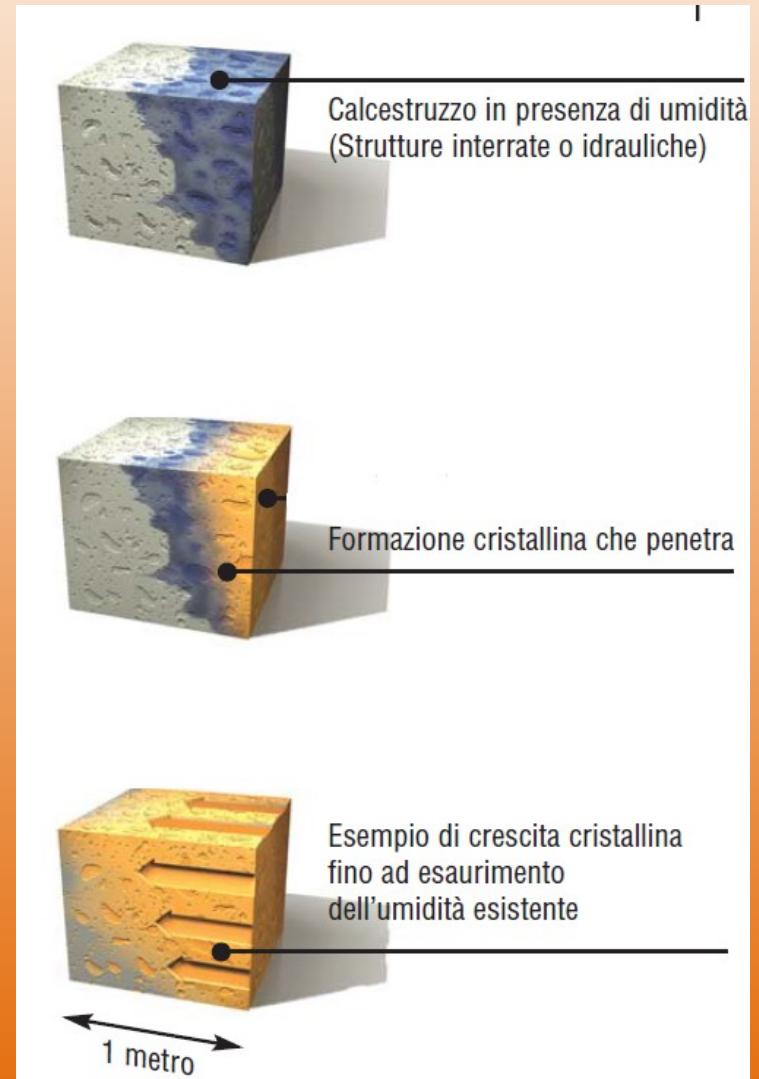 Calcestruzzo in presenza di umidità
(Strutture interrate o idrauliche)
Formazione cristallina che penetra
Esempio di crescita cristallina
fino ad esaurimento
dell'umidità esistente
1 metro